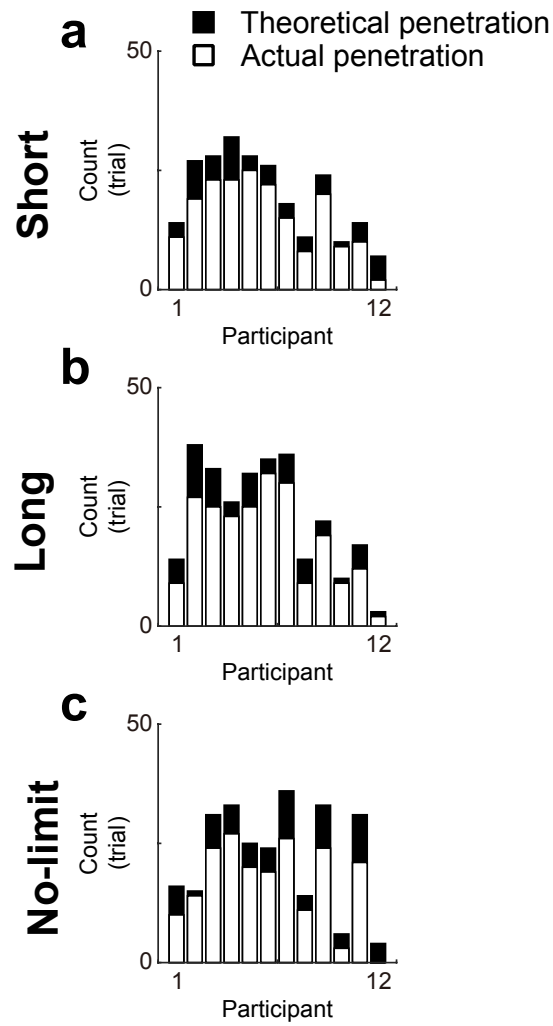 a
Theoretical penetration
Actual penetration
Short
Count
(trial)
50
0
1
12
Participant
b
Long
Count
(trial)
50
0
1
12
Participant
c
No-limit
Count
(trial)
50
0
1
12
Participant